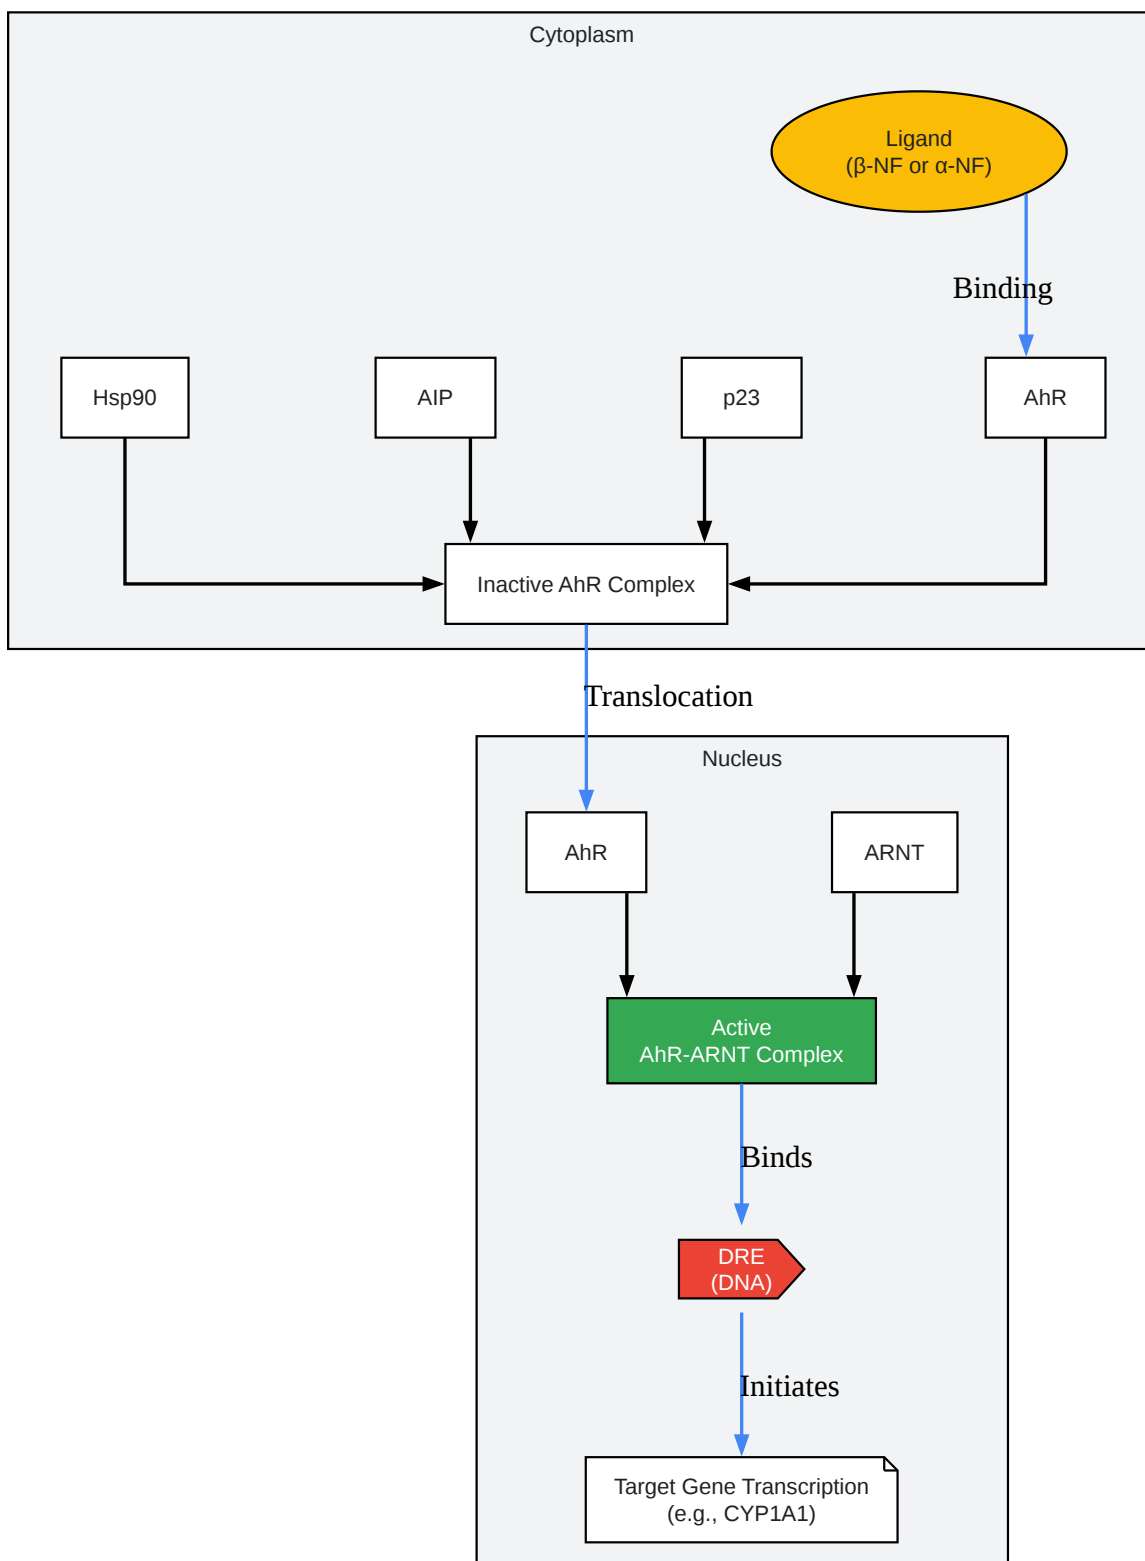 Cytoplasm
Ligand
(β-NF or α-NF)
Binding
Hsp90
AIP
p23
AhR
Inactive AhR Complex
Translocation
Nucleus
AhR
ARNT
Active
AhR-ARNT Complex
Binds
DRE
(DNA)
Initiates
Target Gene Transcription
(e.g., CYP1A1)